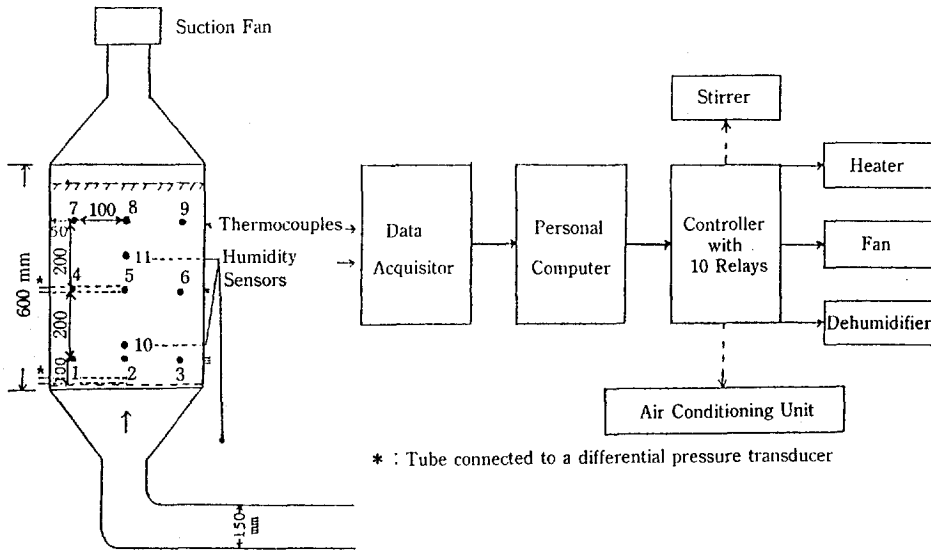 Suction Fan
Stirrer
Heater
Fan
Dehumidifier
Controller
with
10 Relays
Personal
Computer
Data
Acquisitor
Thermocouples
Humidity
Sensors
7
100
8
9
50
200
11
4
5
6
*
600 mm
200
10
100
*
1
2
3
Air Conditioning Unit
* : Tube connected to a differential pressure transducer
150
mm